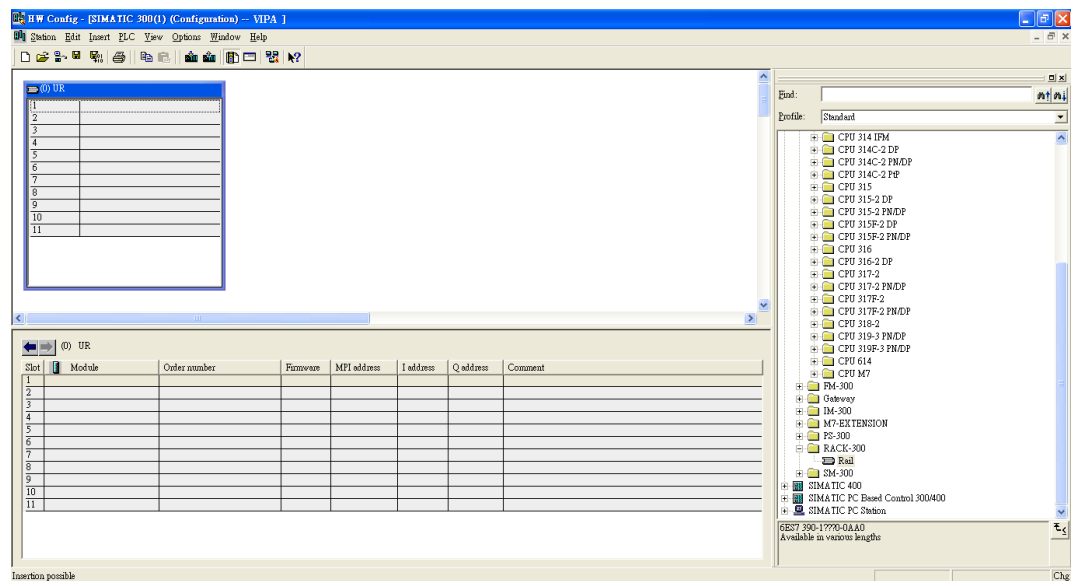 HW Config - [SIMATIC 300(1) (Configuration) -- VIPA ]
Station Edit Insert PLC View Options Window Help
(0) UR
1
2
3
4
5
6
7
8
9
10
11
Find:
Profile: Standard
CPU 314 IFM
CPU 314C-2 DP
CPU 314C-2 PN/DP
CPU 314C-2 PtP
CPU 315
CPU 315-2 DP
CPU 315-2 PN/DP
CPU 315F-2 DP
CPU 315F-2 PN/DP
CPU 316
CPU 316-2 DP
CPU 317-2
CPU 317-2 PN/DP
CPU 317F-2
CPU 317F-2 PN/DP
CPU 318-2
CPU 319-3 PN/DP
CPU 319F-3 PN/DP
CPU 614
CPU M7
FM-300
Gateway
IM-300
M7-EXTENSION
PS-300
RACK-300
Rail
SM-300
SIMATIC 400
SIMATIC PC Based Control 300/400
SIMATIC PC Station
6ES7 390-1???0-0AA0
Available in various lengths
(0) UR
Slot Module Order number Firmware MPI address I address Q address Comment
1
2
3
4
5
6
7
8
9
10
11
Insertion possible
Chg